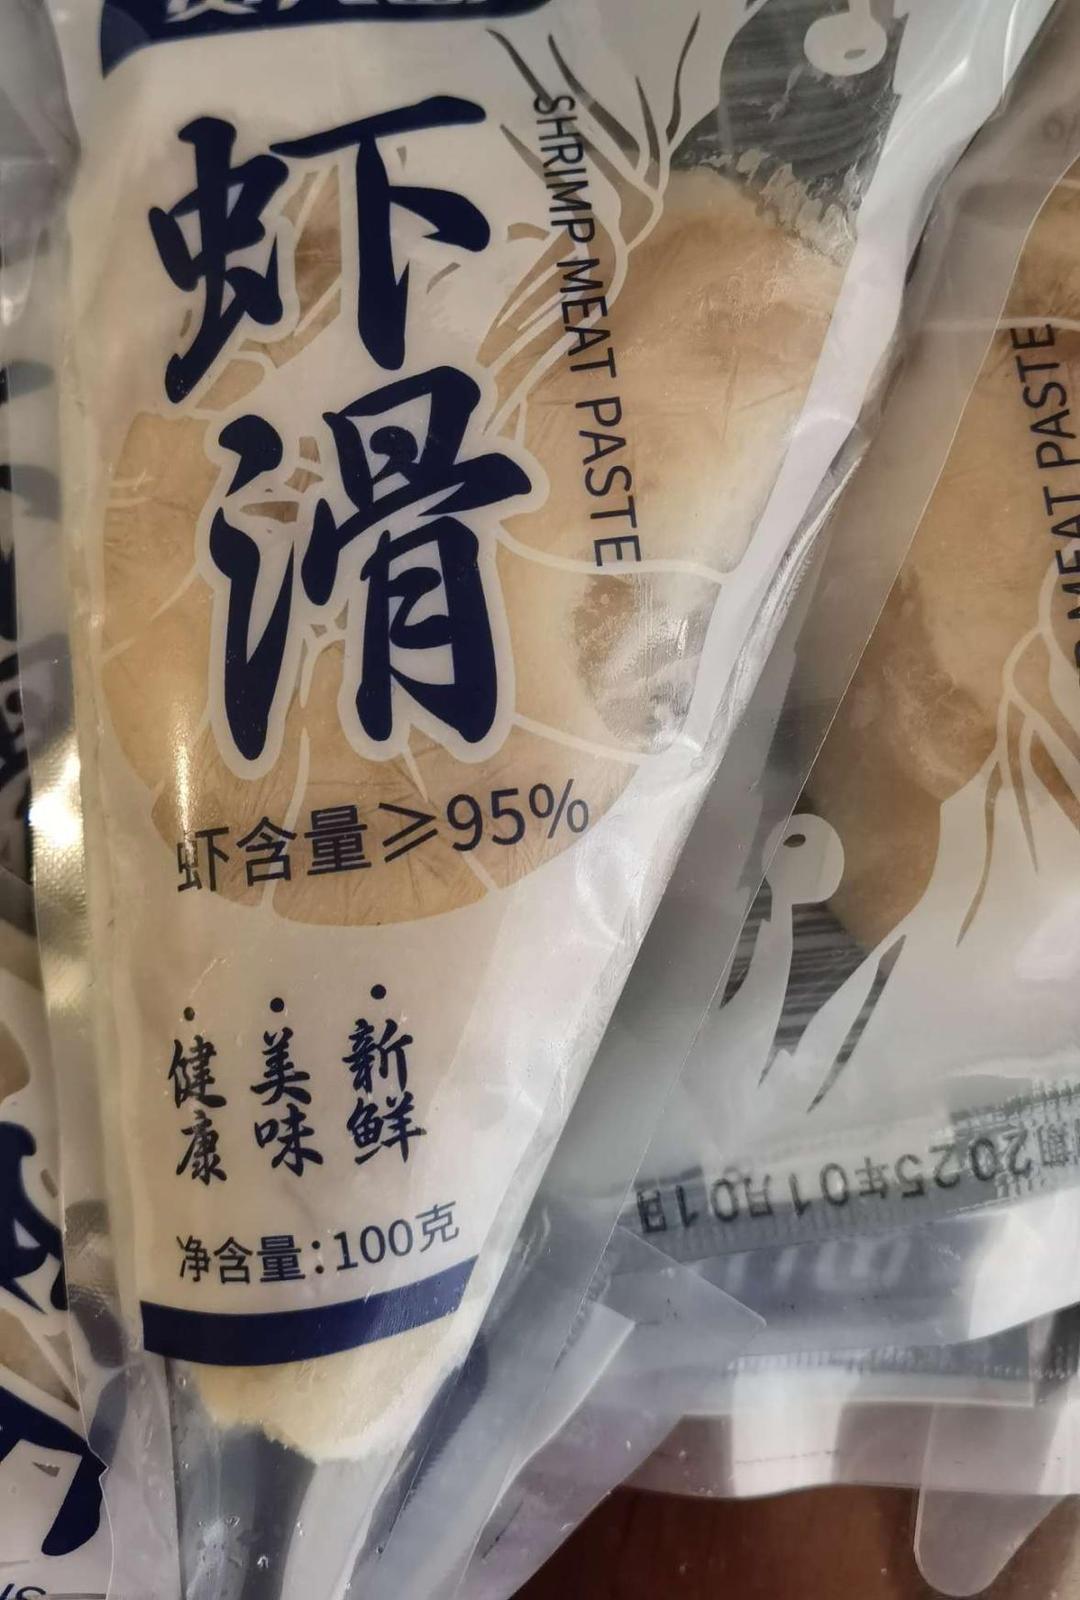 虾滑
SHRIMP MEAT PASTE
虾含量≥95%
·新鲜
·美味
·健康
净含量:100克
MEAT PASTE
期2025年01月01日